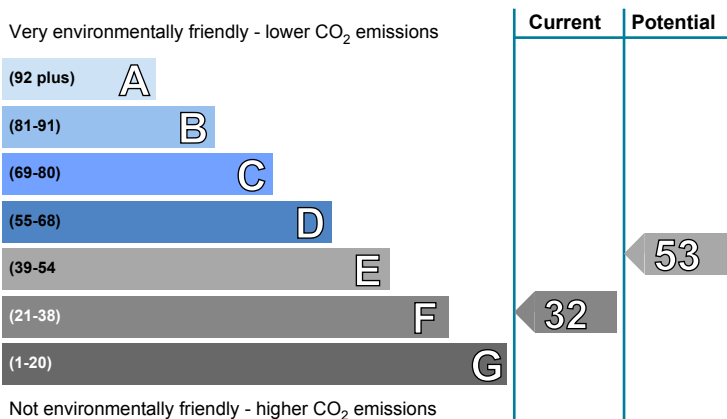 Current Potential
Very environmentally friendly - lower CO₂ emissions
(92 plus) A
(81-91) B
(69-80) C
(55-68) D
(39-54 E
53
(21-38) F
32
(1-20) G
Not environmentally friendly - higher CO₂ emissions